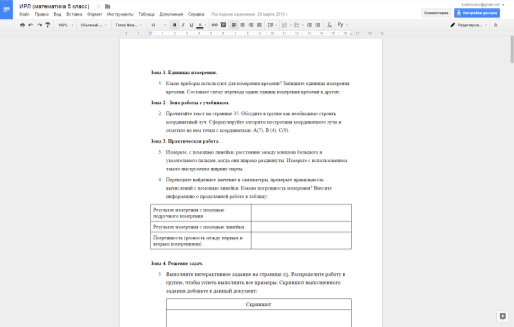 ИРЛ (математика 5 класс)
Файл Правка Вид Вставка Формат Инструменты Таблица Дополнения Справка
Комментарии Настройки доступа
100% Обычный ... Times New...
Зона 1. Единицы измерения.
1. Какие приборы используют для измерения времени? Запишите единицы измерения
времени. Составьте схему перевода одних единиц измерения времени в другие
Зона 2. Зона работы с учебником.
2. Прочитайте текст на странице 35. Обсудите в группе как необходимо строить
координатный луч. Сформулируйте алгоритм построения координатного луча и
отметьте на нем точки с координатами: А(7), В (4), С(9).
Зона 3. Практическая работа.
3. Измерьте, с помощью линейки, расстояние между концами большого и
указательного пальцев, когда они широко раздвинуты. Измерьте с использованием
такого инструмента ширину парты.
4. Переведите найденное значение в сантиметры, проверьте правильность
вычислений с помощью линейки. Какова погрешность измерения? Внесите
информацию о проделанной работе в таблицу:
Результат измерения с помощью
подручного измерения
Результат измерения с помощью линейки
Погрешность (разность между первым и
вторым измерениями)
Зона 4. Решение задач.
5. Выполните интерактивное задание на странице 23. Распределите работу в
группе, чтобы успеть выполнить все примеры. Скриншот выполненного
задания добавьте в данный документ:
Скриншот